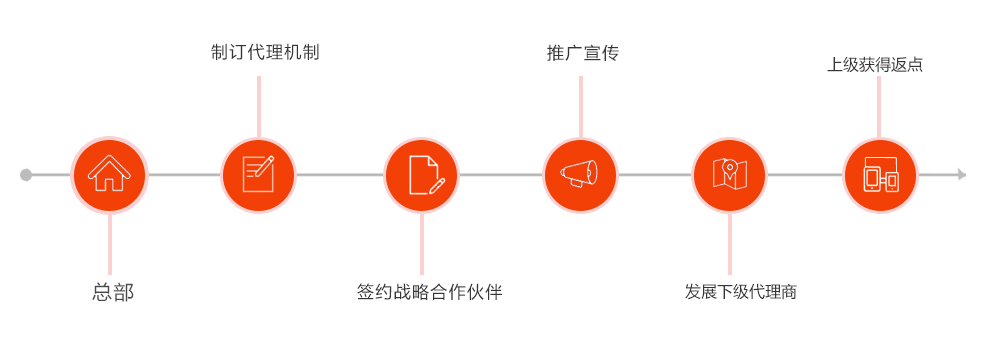 制订代理机制
推广宣传
上级获得返点
总部
签约战略合作伙伴
发展下级代理商